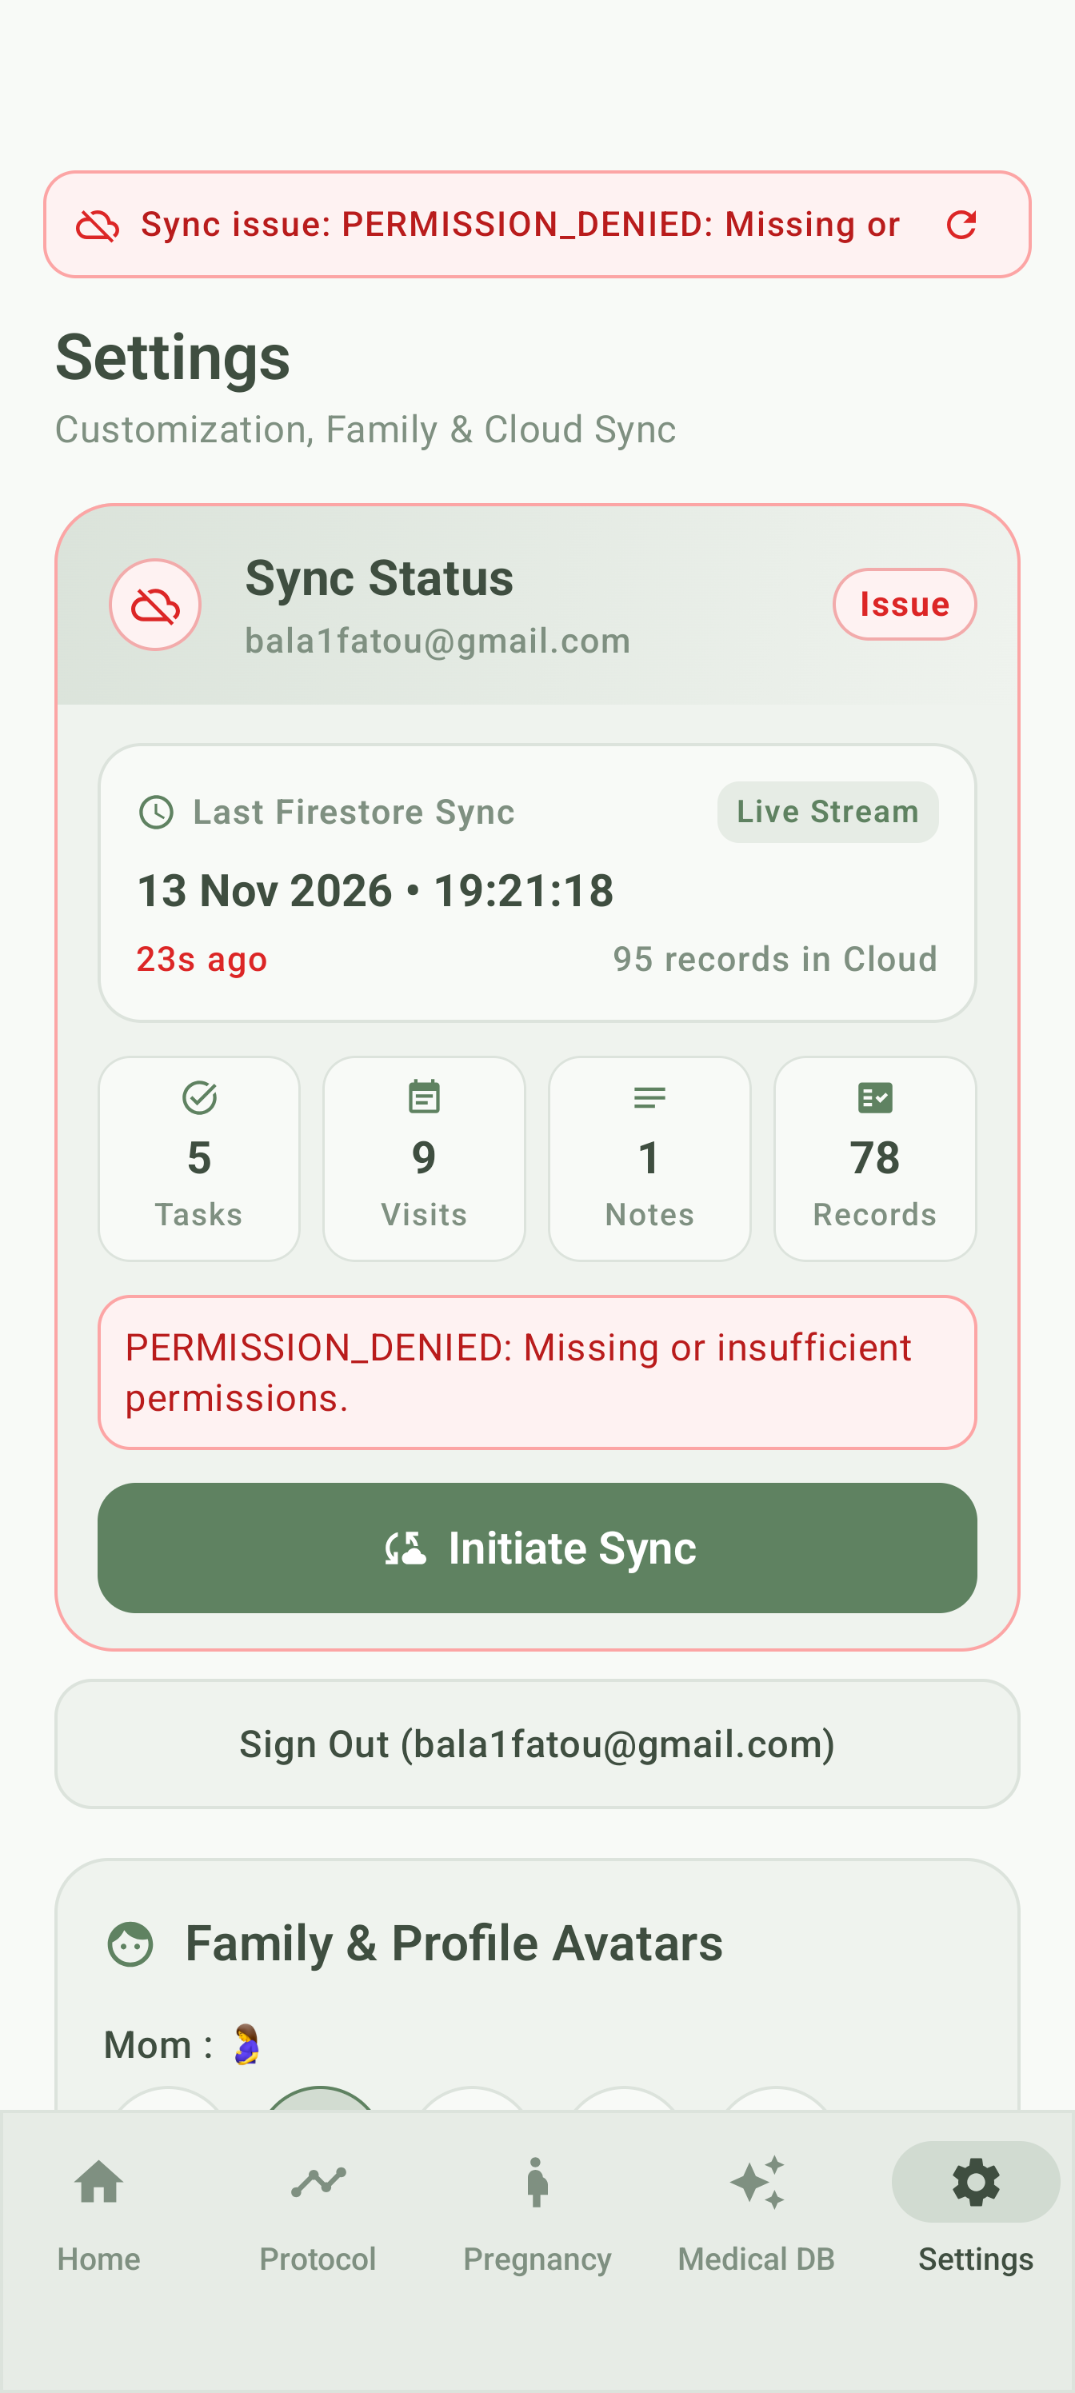 Sync issue: PERMISSION_DENIED: Missing or
Settings
Customization, Family & Cloud Sync
Sync Status
bala1fatou@gmail.com
Issue
Last Firestore Sync
Live Stream
13 Nov 2026 • 19:21:18
23s ago
95 records in Cloud
5
Tasks
9
Visits
1
Notes
78
Records
PERMISSION_DENIED: Missing or insufficient
permissions.
Initiate Sync
Sign Out (bala1fatou@gmail.com)
Family & Profile Avatars
Mom : 🤰
Home
Protocol
Pregnancy
Medical DB
Settings